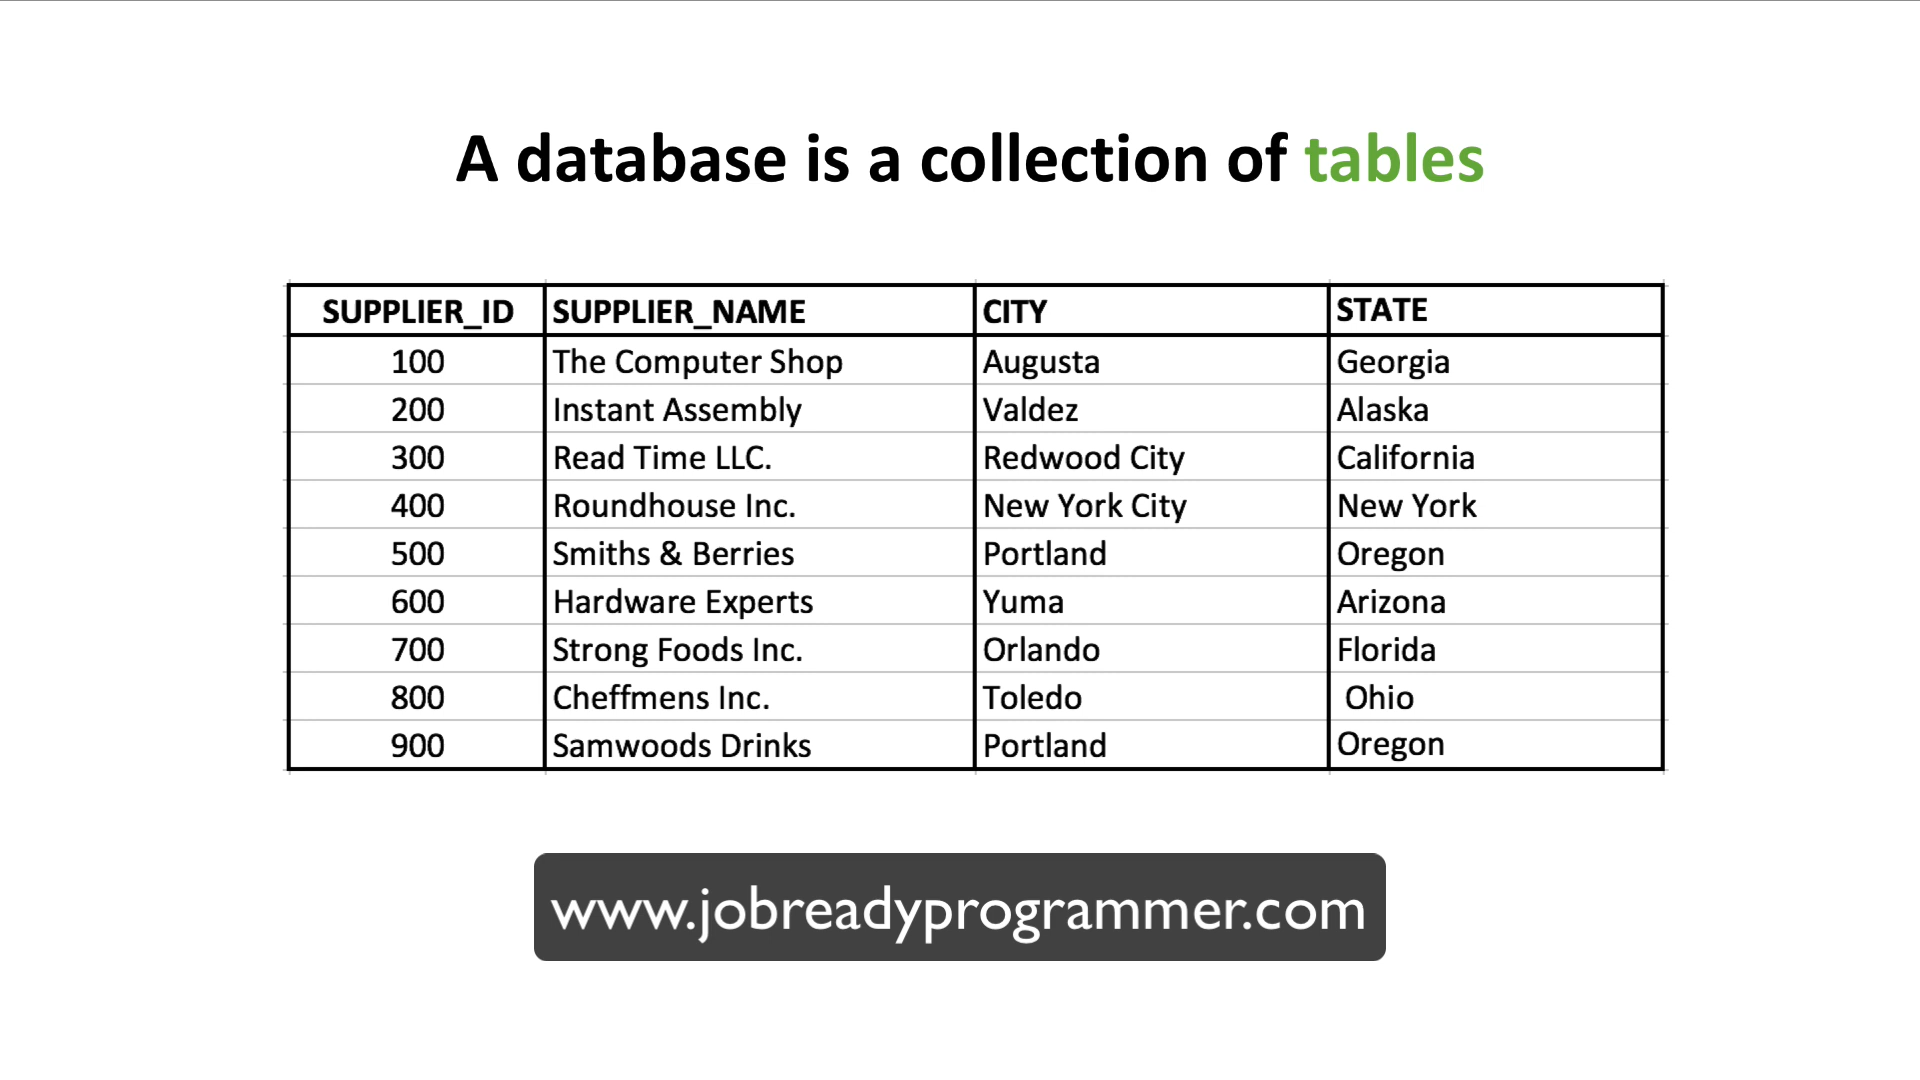 A database is a collection of tables
SUPPLIER_ID SUPPLIER_NAME CITY STATE
100 The Computer Shop Augusta Georgia
200 Instant Assembly Valdez Alaska
300 Read Time LLC. Redwood City California
400 Roundhouse Inc. New York City New York
500 Smiths & Berries Portland Oregon
600 Hardware Experts Yuma Arizona
700 Strong Foods Inc. Orlando Florida
800 Cheffmens Inc. Toledo Ohio
900 Samwoods Drinks Portland Oregon
www.jobreadyprogrammer.com